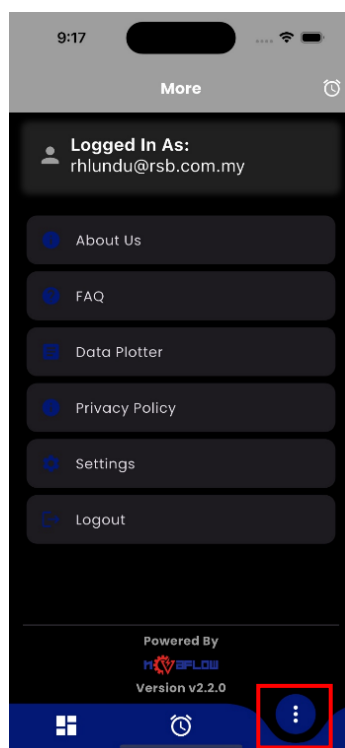 9:17
More
Logged In As:
rhlundu@rsb.com.my
About Us
FAQ
Data Plotter
Privacy Policy
Settings
Logout
Powered By
Version v2.2.0